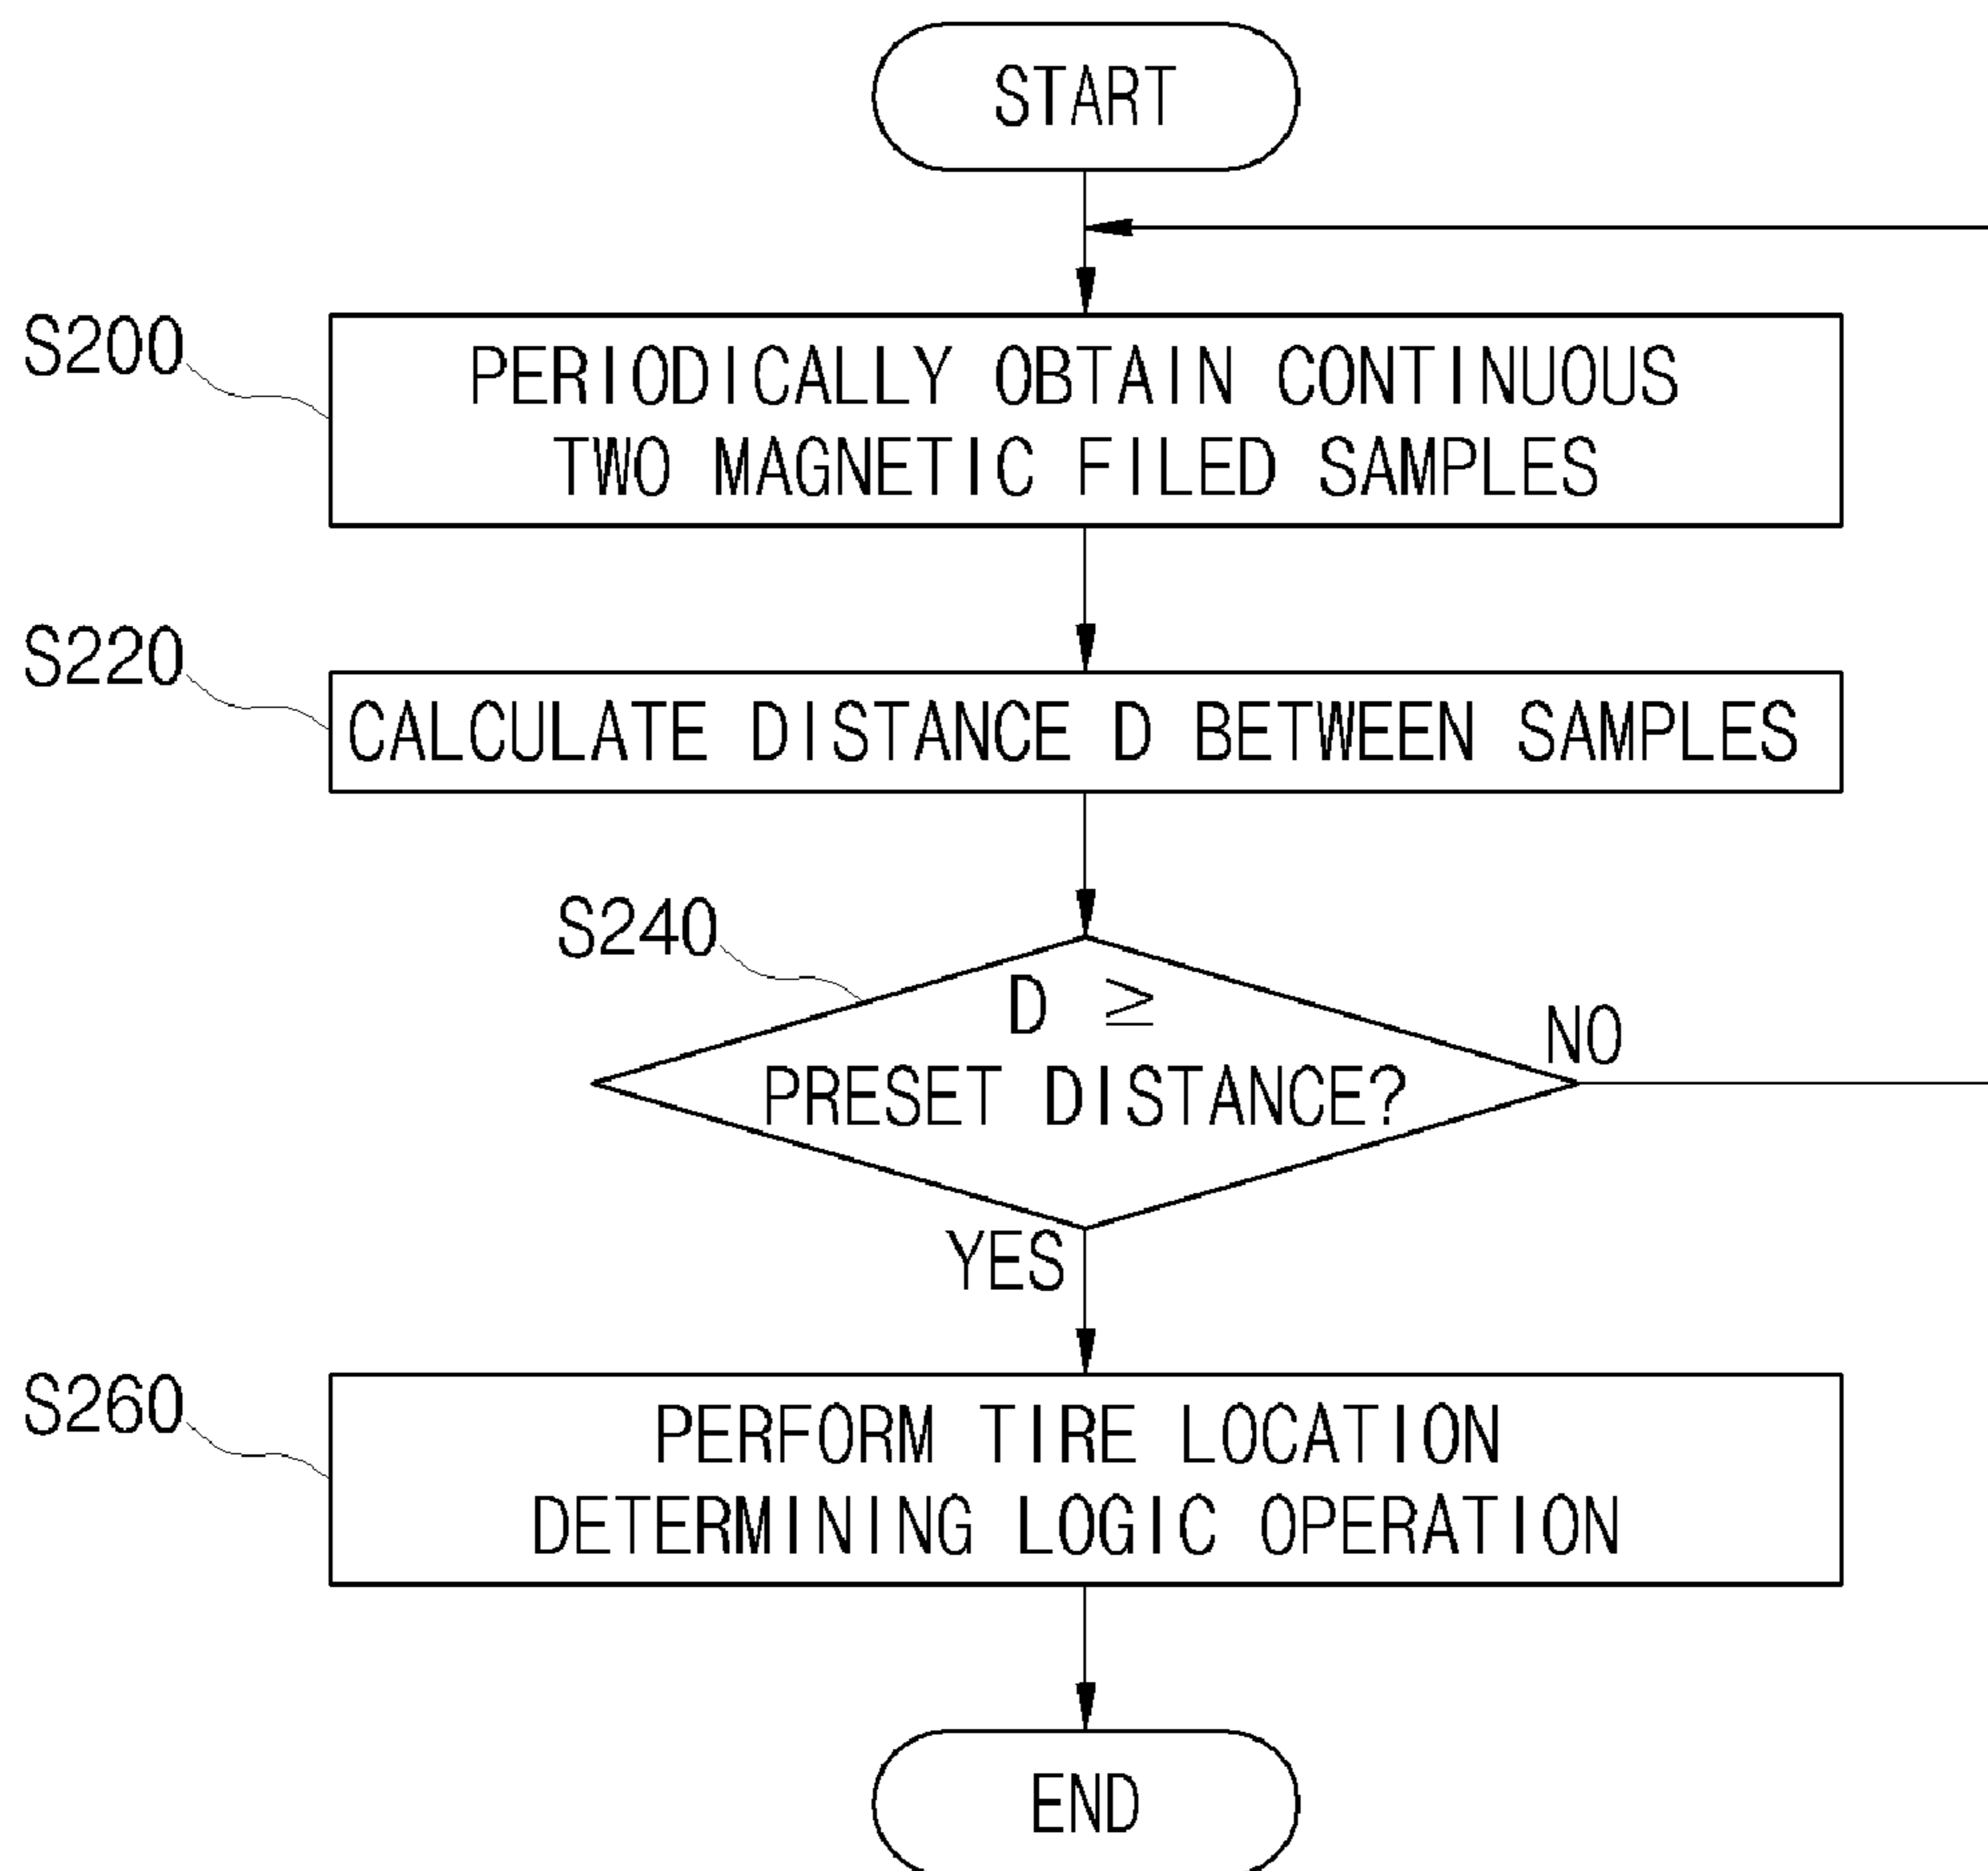 START
S200
PERIODICALLY OBTAIN CONTINUOUS
TWO MAGNETIC FILED SAMPLES
S220
CALCULATE DISTANCE D BETWEEN SAMPLES
S240
D ≥
PRESET DISTANCE?
NO
YES
S260
PERFORM TIRE LOCATION
DETERMINING LOGIC OPERATION
END